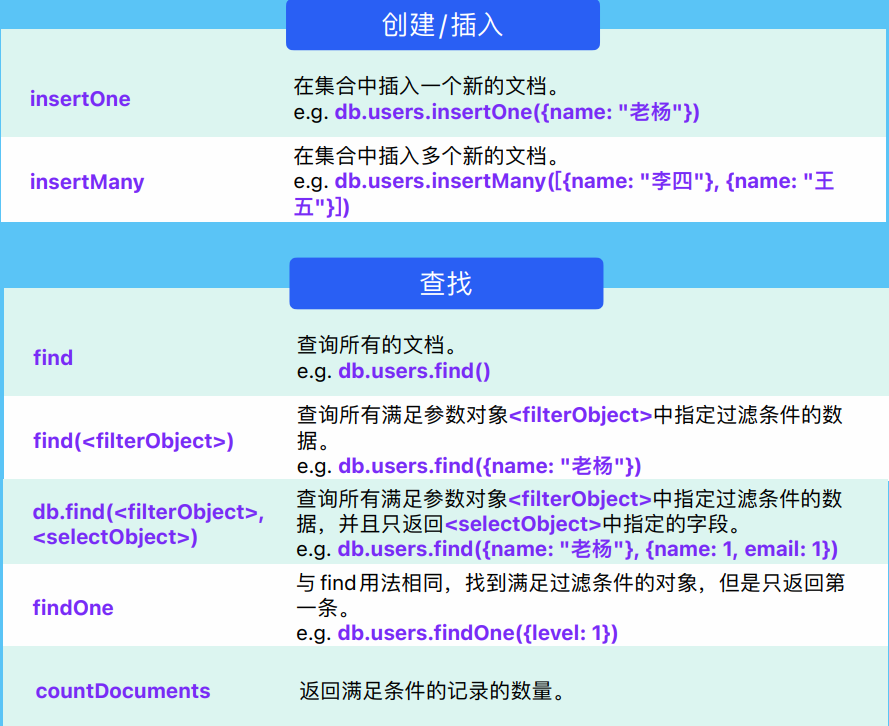 创建/插入
insertOne
在集合中插入一个新的文档。
e.g. db.users.insertOne({name: "老杨"})
insertMany
在集合中插入多个新的文档。
e.g. db.users.insertMany([{name: "李四"}, {name: "王
五"}])
查找
find
查询所有的文档。
e.g. db.users.find()
find(<filterObject>)
查询所有满足参数对象<filterObject>中指定过滤条件的数
据。
e.g. db.users.find({name: "老杨"})
db.find(<filterObject>,
<selectObject>)
查询所有满足参数对象<filterObject>中指定过滤条件的数
据，并且只返回<selectObject>中指定的字段。
e.g. db.users.find({name: "老杨"}, {name: 1, email: 1})
findOne
与 find用法相同，找到满足过滤条件的对象，但是只返回第
一条。
e.g. db.users.findOne({level: 1})
countDocuments
返回满足条件的记录的数量。